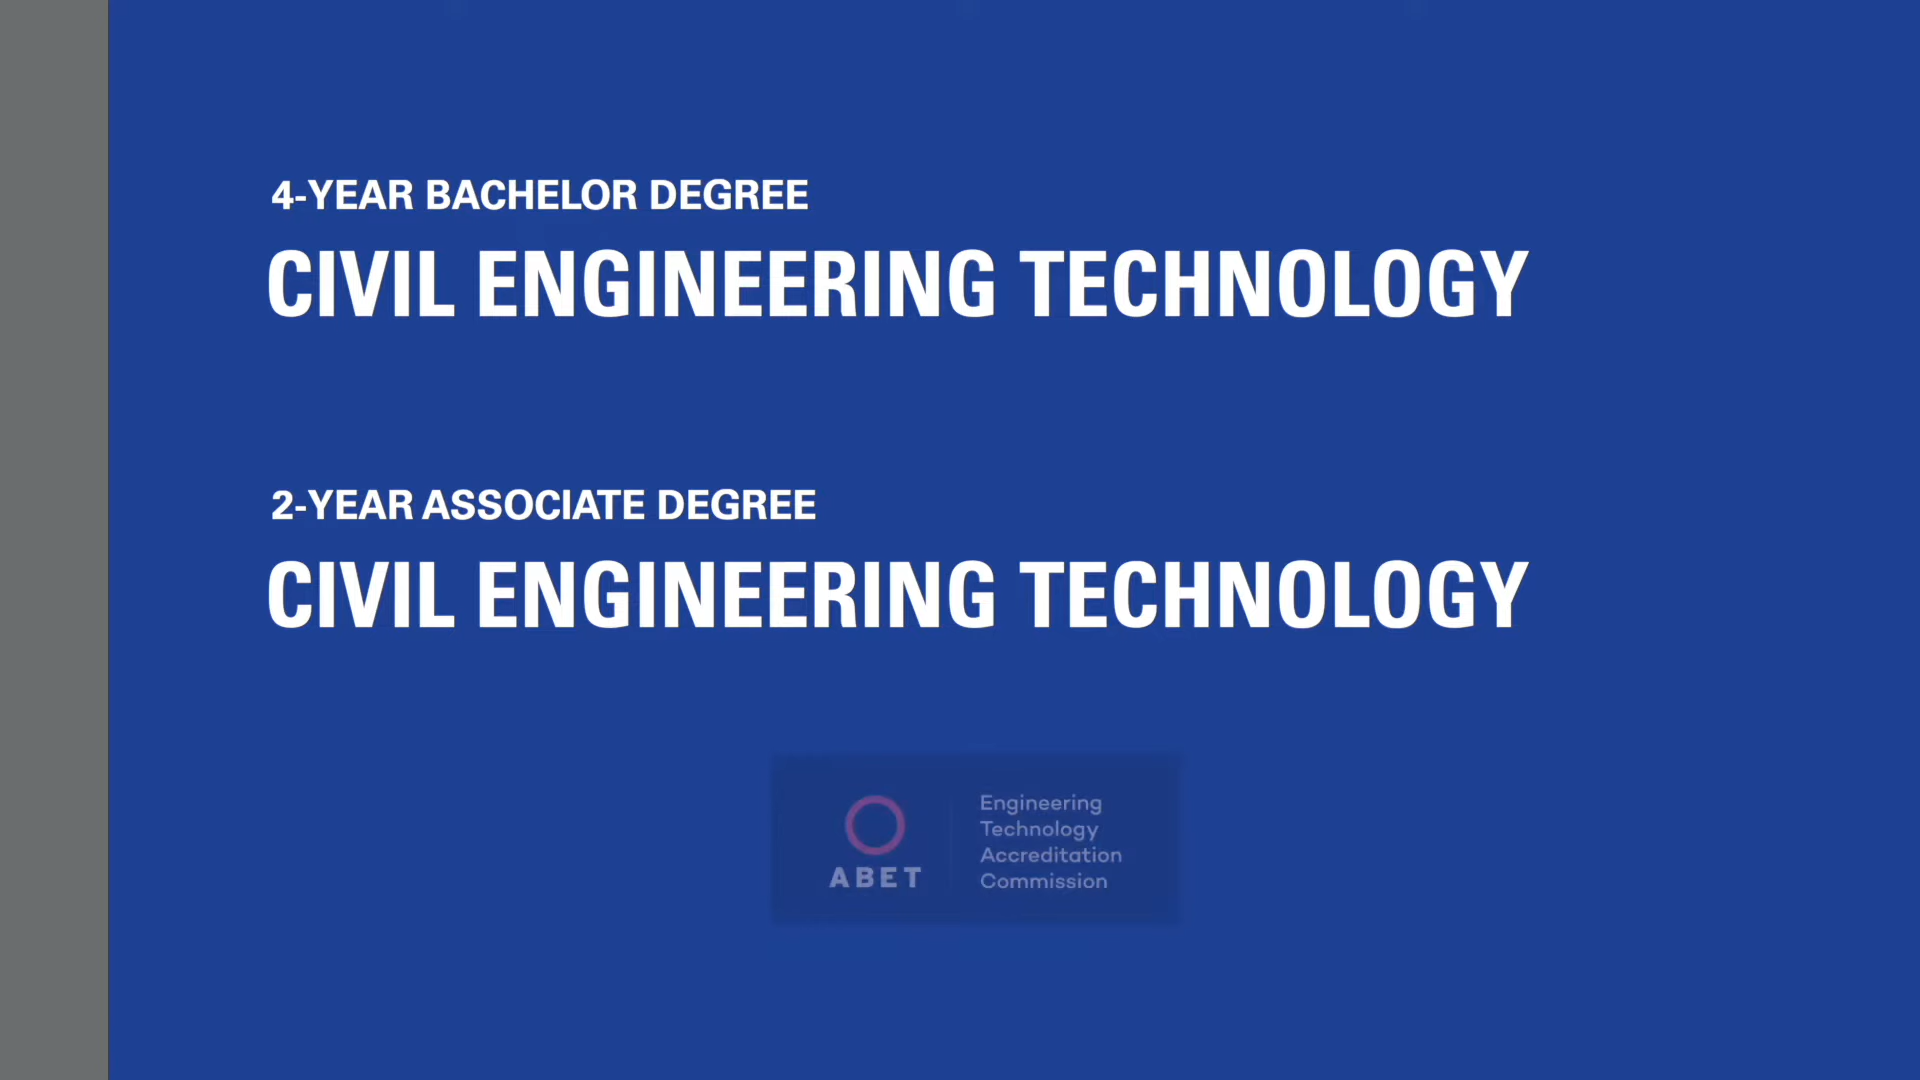 4-YEAR BACHELOR DEGREE
CIVIL ENGINEERING TECHNOLOGY
2-YEAR ASSOCIATE DEGREE
CIVIL ENGINEERING TECHNOLOGY
ABET
Engineering
Technology
Accreditation
Commission